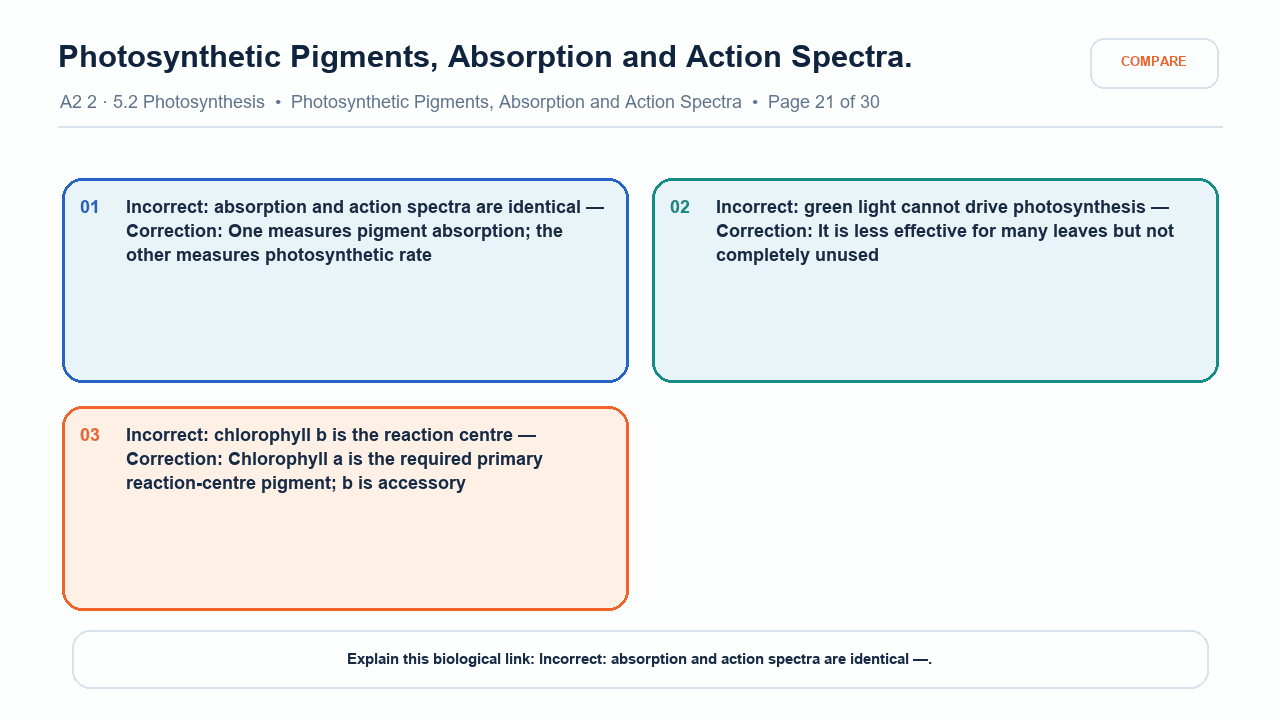 Photosynthetic Pigments, Absorption and Action Spectra.
COMPARE
A2 2 · 5.2 Photosynthesis • Photosynthetic Pigments, Absorption and Action Spectra • Page 21 of 30
01
Incorrect: absorption and action spectra are identical —
Correction: One measures pigment absorption; the
other measures photosynthetic rate
02
Incorrect: green light cannot drive photosynthesis —
Correction: It is less effective for many leaves but not
completely unused
03
Incorrect: chlorophyll b is the reaction centre —
Correction: Chlorophyll a is the required primary
reaction-centre pigment; b is accessory
Explain this biological link: Incorrect: absorption and action spectra are identical —.